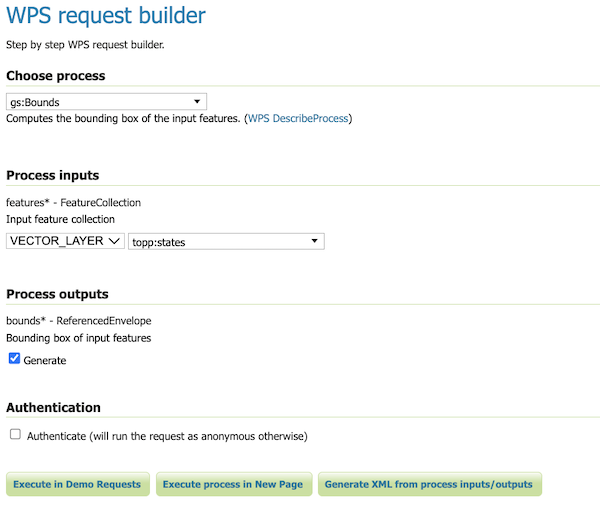 WPS request builder
Step by step WPS request builder.
Choose process
gs:Bounds
Computes the bounding box of the input features. (WPS DescribeProcess)
Process inputs
features* - FeatureCollection
Input feature collection
VECTOR_LAYER topp:states
Process outputs
bounds* - ReferencedEnvelope
Bounding box of input features
Generate
Authentication
Authenticate (will run the request as anonymous otherwise)
Execute in Demo Requests Execute process in New Page Generate XML from process inputs/outputs